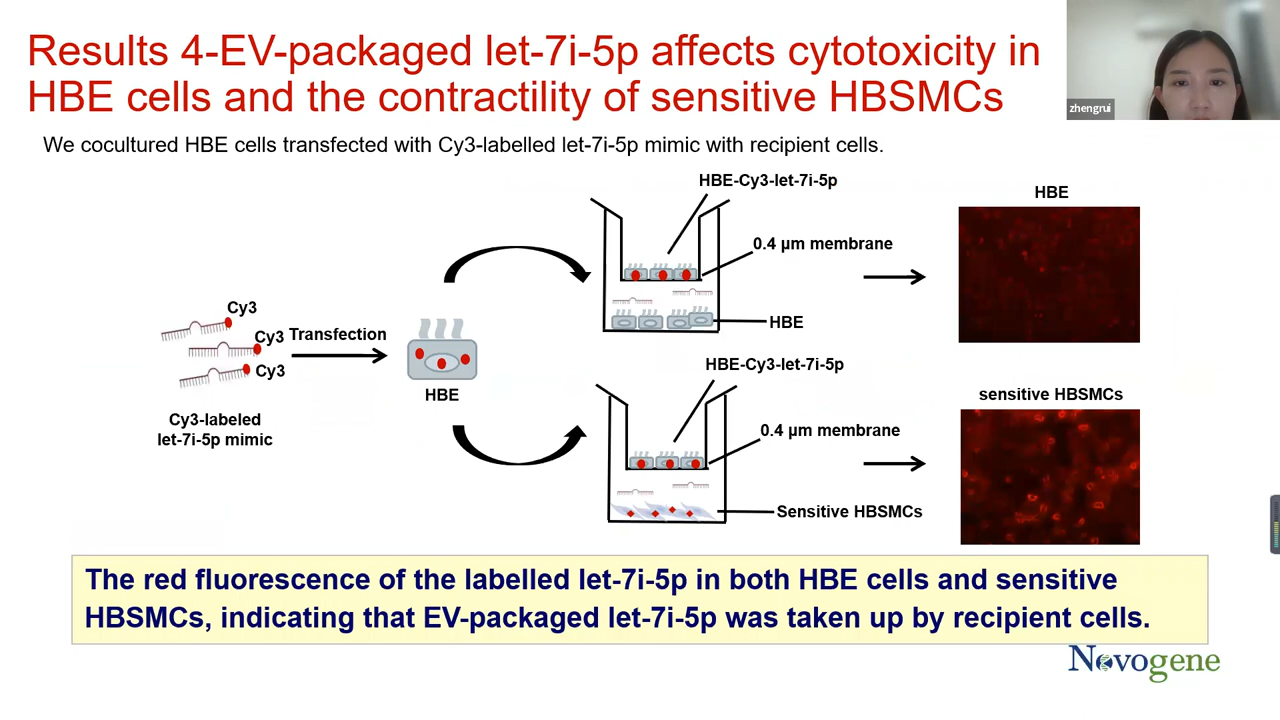 Results 4-EV-packaged let-7i-5p affects cytotoxicity in
HBE cells and the contractility of sensitive HBSMCs
zhengrui
We cocultured HBE cells transfected with Cy3-labelled let-7i-5p mimic with recipient cells.
HBE-Cy3-let-7i-5p
HBE
0.4 µm membrane
Cy3
Cy3
Transfection
Cy3
HBE
HBE
HBE-Cy3-let-7i-5p
sensitive HBSMCs
Cy3-labeled
let-7i-5p mimic
0.4 µm membrane
Sensitive HBSMCs
The red fluorescence of the labelled let-7i-5p in both HBE cells and sensitive
HBSMCs, indicating that EV-packaged let-7i-5p was taken up by recipient cells.
Novogene